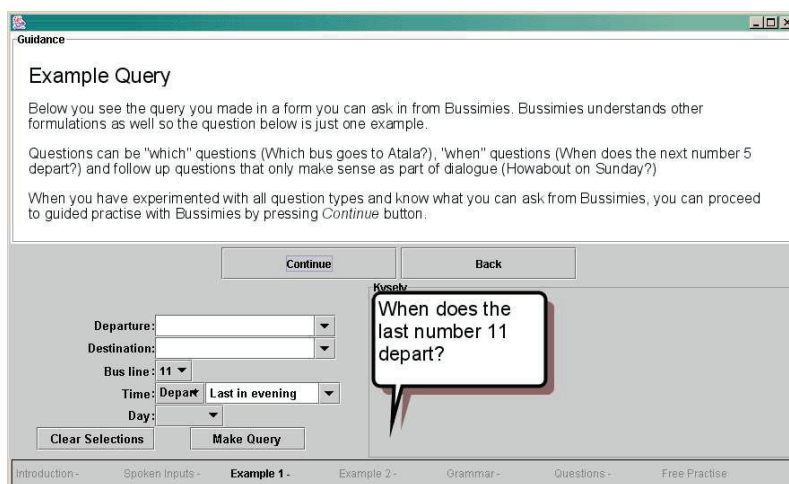 Guidance
Example Query
Below you see the query you made in a form you can ask in from Bussimies. Bussimies understands other
formulations as well so the question below is just one example.
Questions can be "which" questions (Which bus goes to Atala?), "when" questions (When does the next number 5
depart?) and follow up questions that only make sense as part of dialogue (Howabout on Sunday?)
When you have experimented with all question types and know what you can ask from Bussimies, you can proceed
to guided practise with Bussimies by pressing Continue button.
Continue
Back
Kysely
When does the
last number 11
depart?
Departure:
Destination:
Bus line: 11
Time: Depart Last in evening
Day:
Clear Selections
Make Query
Introduction - Spoken Inputs - Example 1 - Example 2 - Grammar - Questions - Free Practise